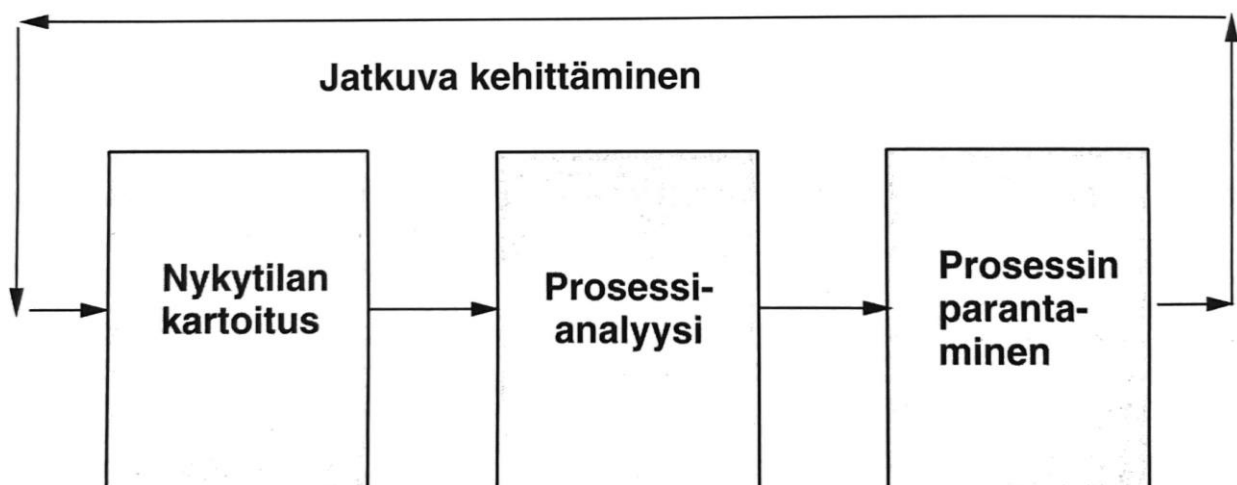 Jatkuva kehittäminen
Nykytilan
kartoitus
Prosessi-
analyysi
Prosessin
paranta-
minen